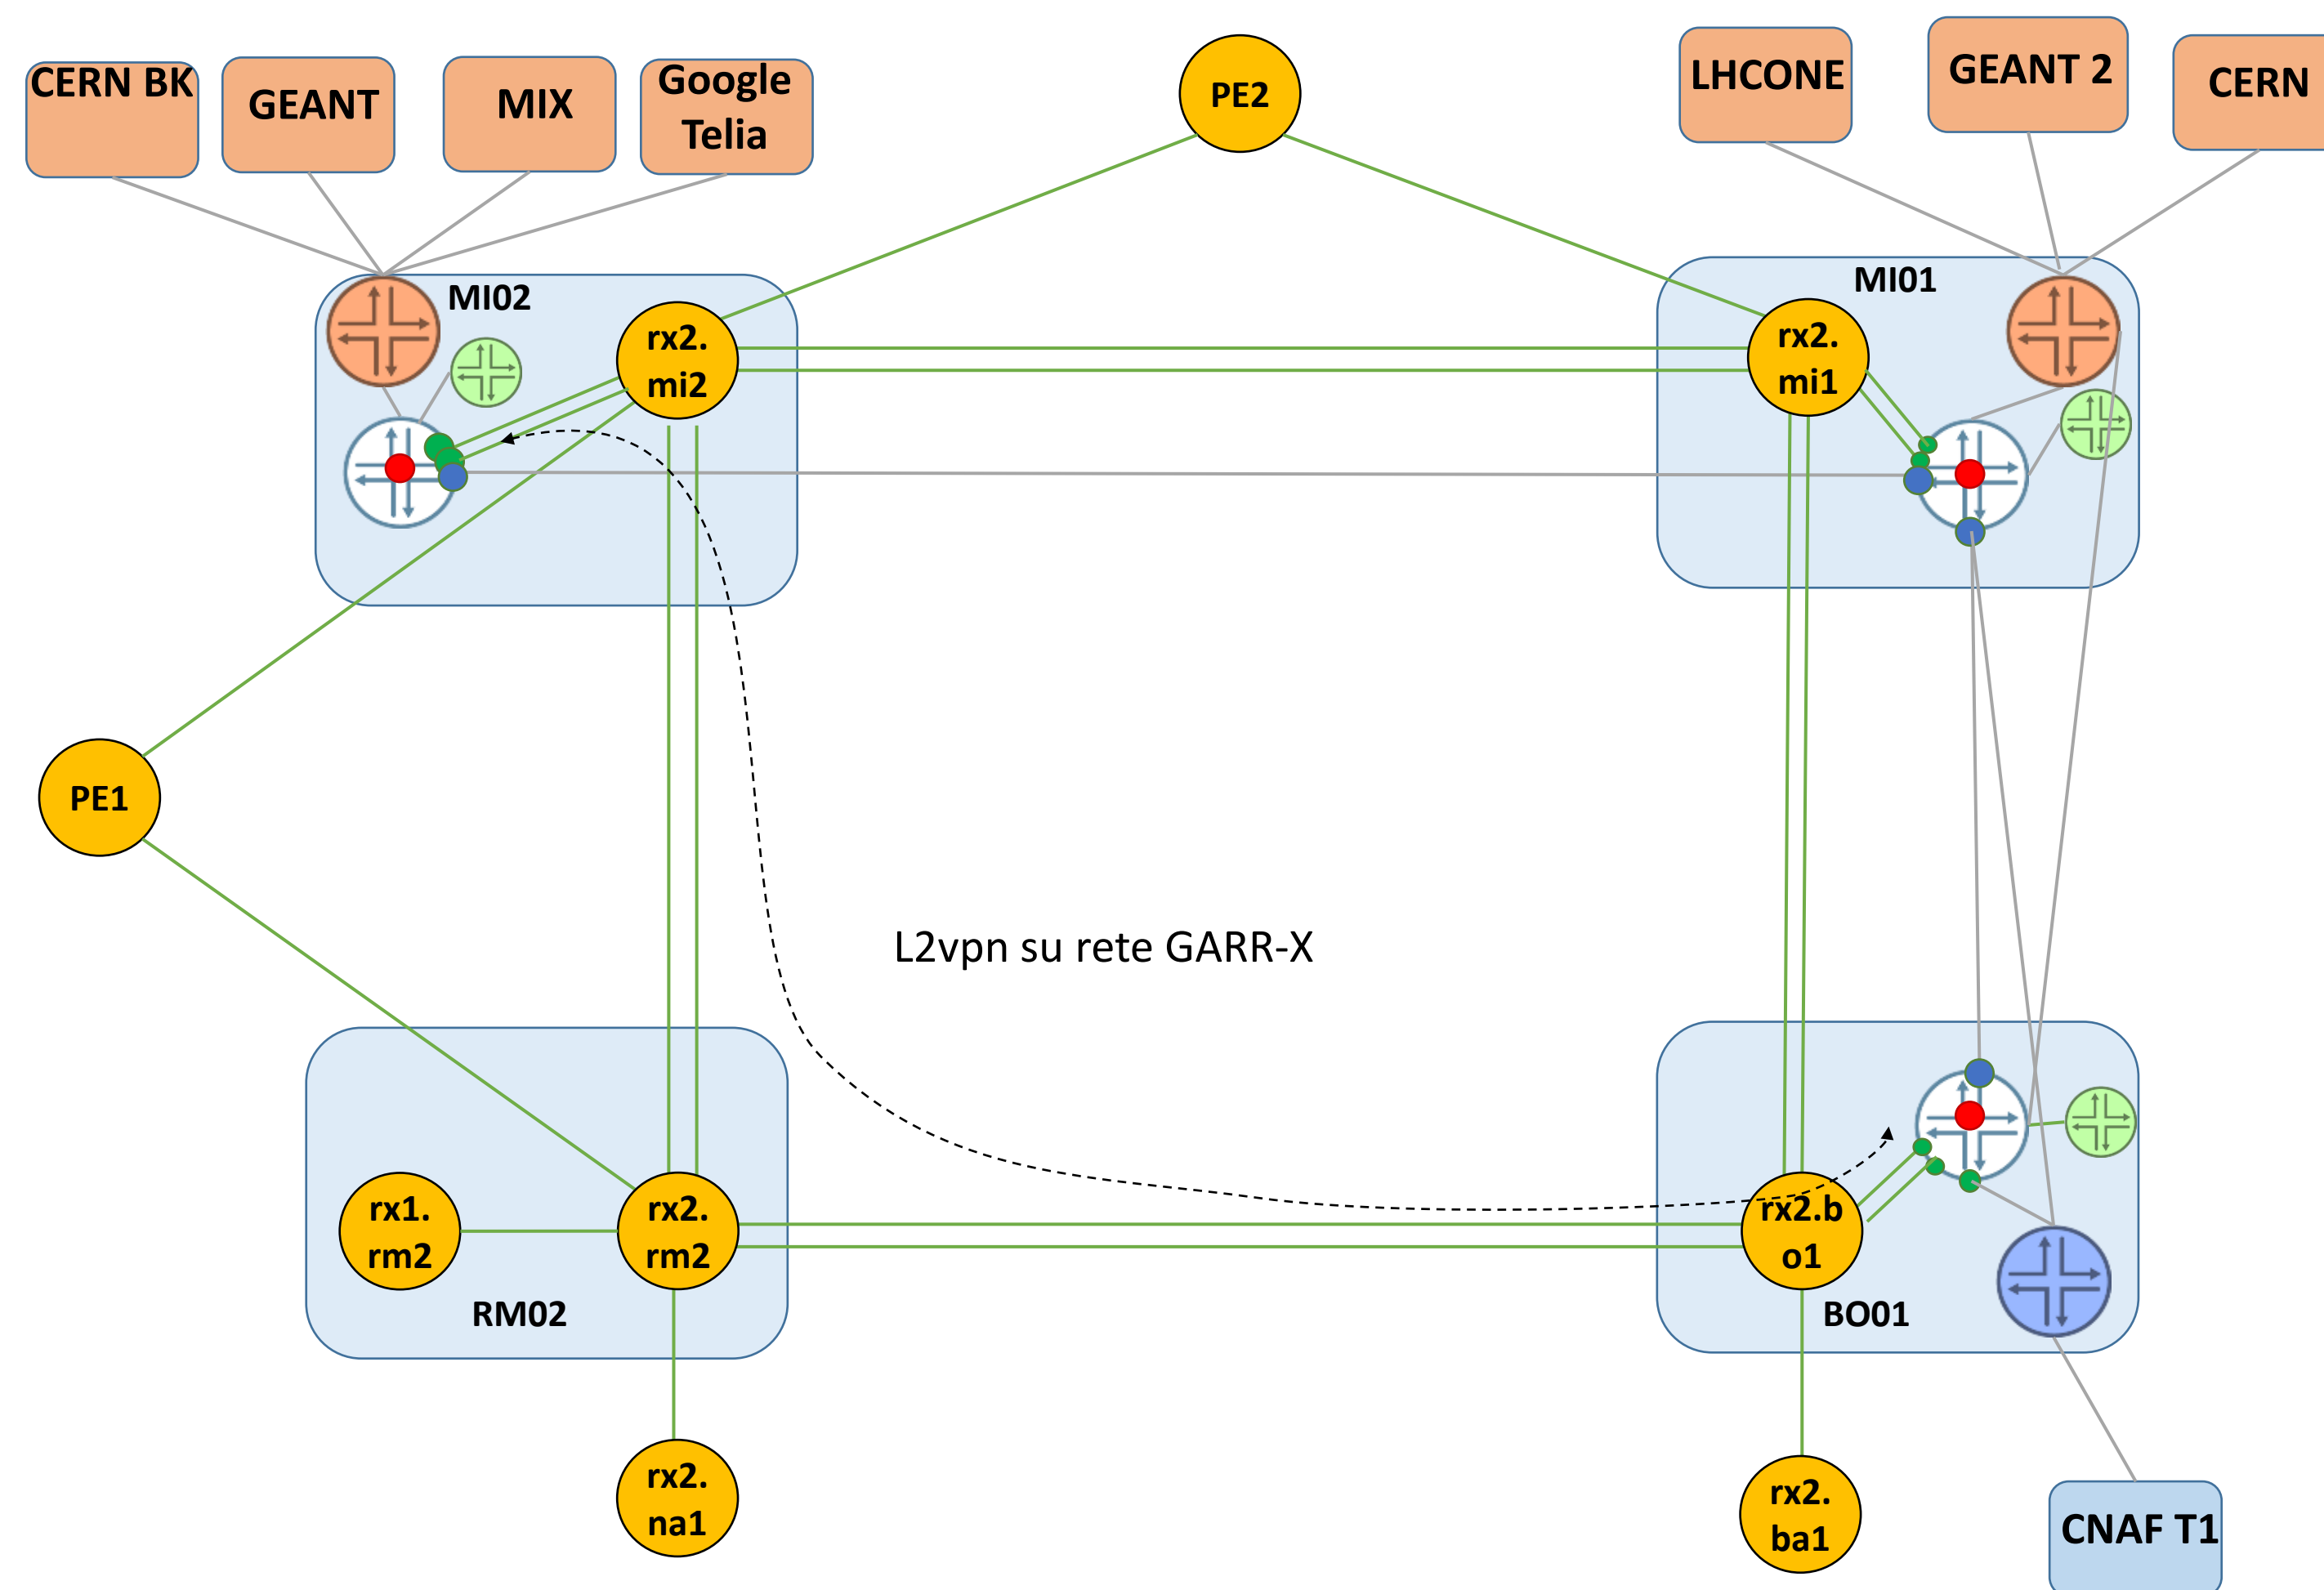 CERN BK
GEANT
MIX
Google
Telia
PE2
LHCONE
GEANT 2
CERN
MI02
rx2.
mi2
MI01
rx2.
mi1
PE1
L2vpn su rete GARR-X
rx1.
rm2
rx2.
rm2
RM02
rx2.b
o1
BO01
rx2.
na1
rx2.
ba1
CNAF T1